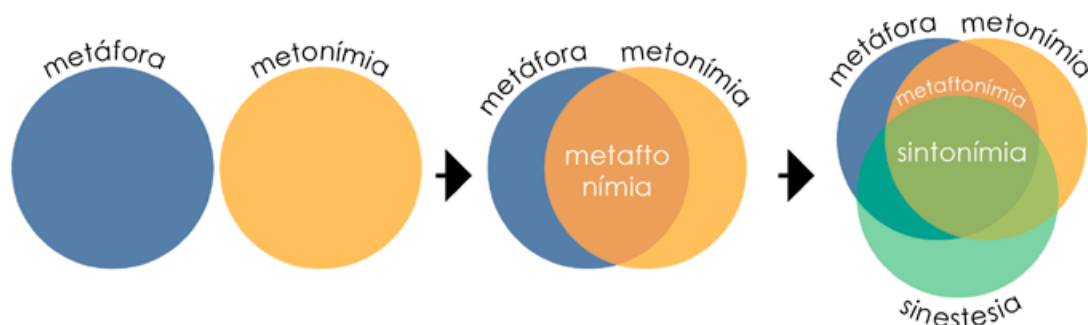 metáfora
metonímia
metáfora
metonímia
metafto
nímia
metáfora
metonímia
metaftonímia
sintonímia
sinestesia